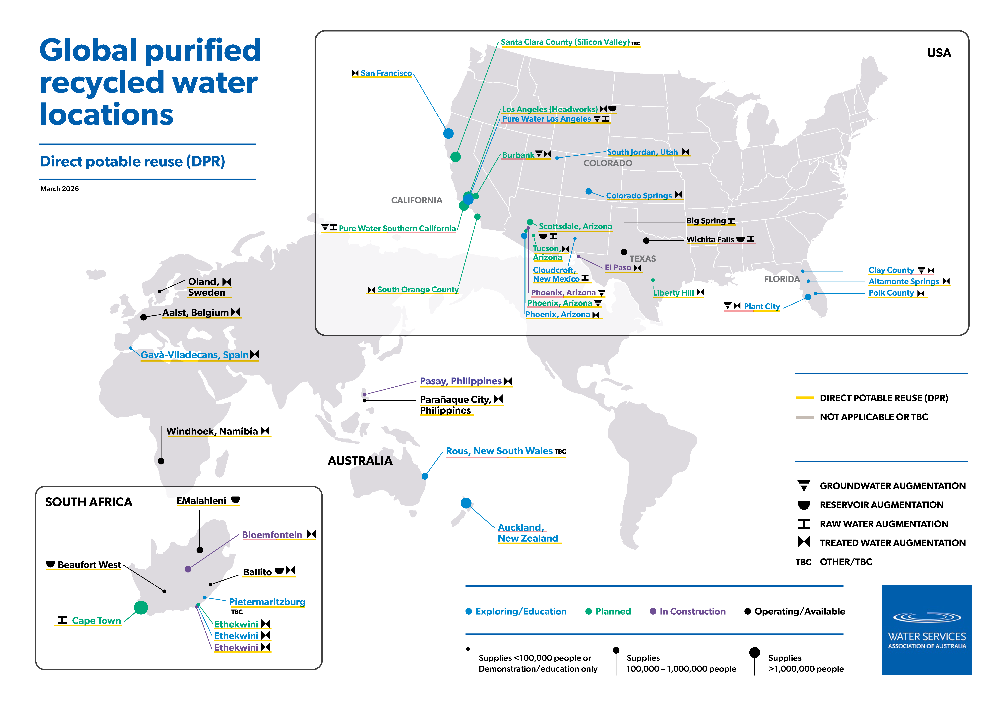 Global purified
recycled water
locations
Direct potable reuse (DPR)
March 2026
USA
Santa Clara County (Silicon Valley) TBC
San Francisco
Los Angeles (Headworks)
Pure Water Los Angeles
Burbank
South Jordan, Utah
COLORADO
Colorado Springs
CALIFORNIA
Pure Water Southern California
Scottsdale, Arizona
Big Spring
Wichita Falls
Tucson,
Arizona
TEXAS
Cloudcroft,
New Mexico
El Paso
South Orange County
Phoenix, Arizona
Phoenix, Arizona
Phoenix, Arizona
Liberty Hill
FLORIDA
Clay County
Altamonte Springs
Polk County
Plant City
Oland,
Sweden
Aalst, Belgium
Gavà-Viladecans, Spain
Pasay, Philippines
Parañaque City,
Philippines
Windhoek, Namibia
AUSTRALIA
Rous, New South Wales TBC
Auckland,
New Zealand
SOUTH AFRICA
EMalahleni
Bloemfontein
Beaufort West
Ballito
Pietermaritzburg
TBC
Cape Town
Ethekwini
Ethekwini
Ethekwini
DIRECT POTABLE REUSE (DPR)
NOT APPLICABLE OR TBC
GROUNDWATER AUGMENTATION
RESERVOIR AUGMENTATION
RAW WATER AUGMENTATION
TREATED WATER AUGMENTATION
TBC OTHER/TBC
Exploring/Education
Planned
In Construction
Operating/Available
Supplies <100,000 people or
Demonstration/education only
Supplies
100,000 – 1,000,000 people
Supplies
>1,000,000 people
WATER SERVICES
ASSOCIATION OF AUSTRALIA